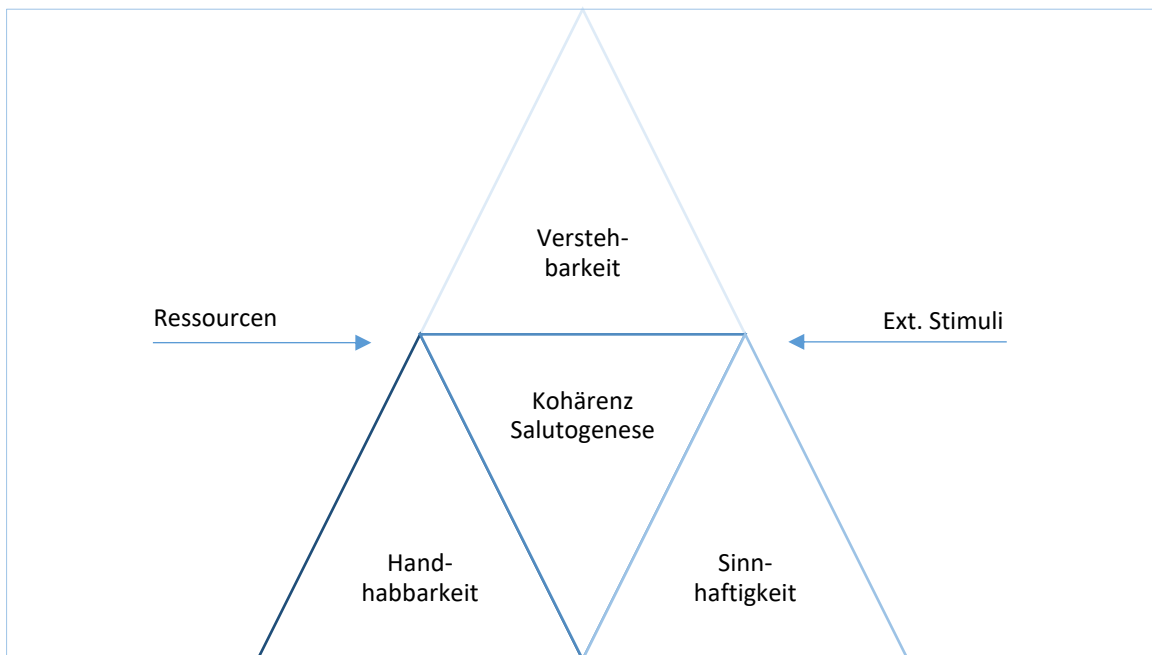 Versteh-
barkeit
Ressourcen
Ext. Stimuli
Kohärenz
Salutogenese
Hand-
habbarkeit
Sinn-
haftigkeit